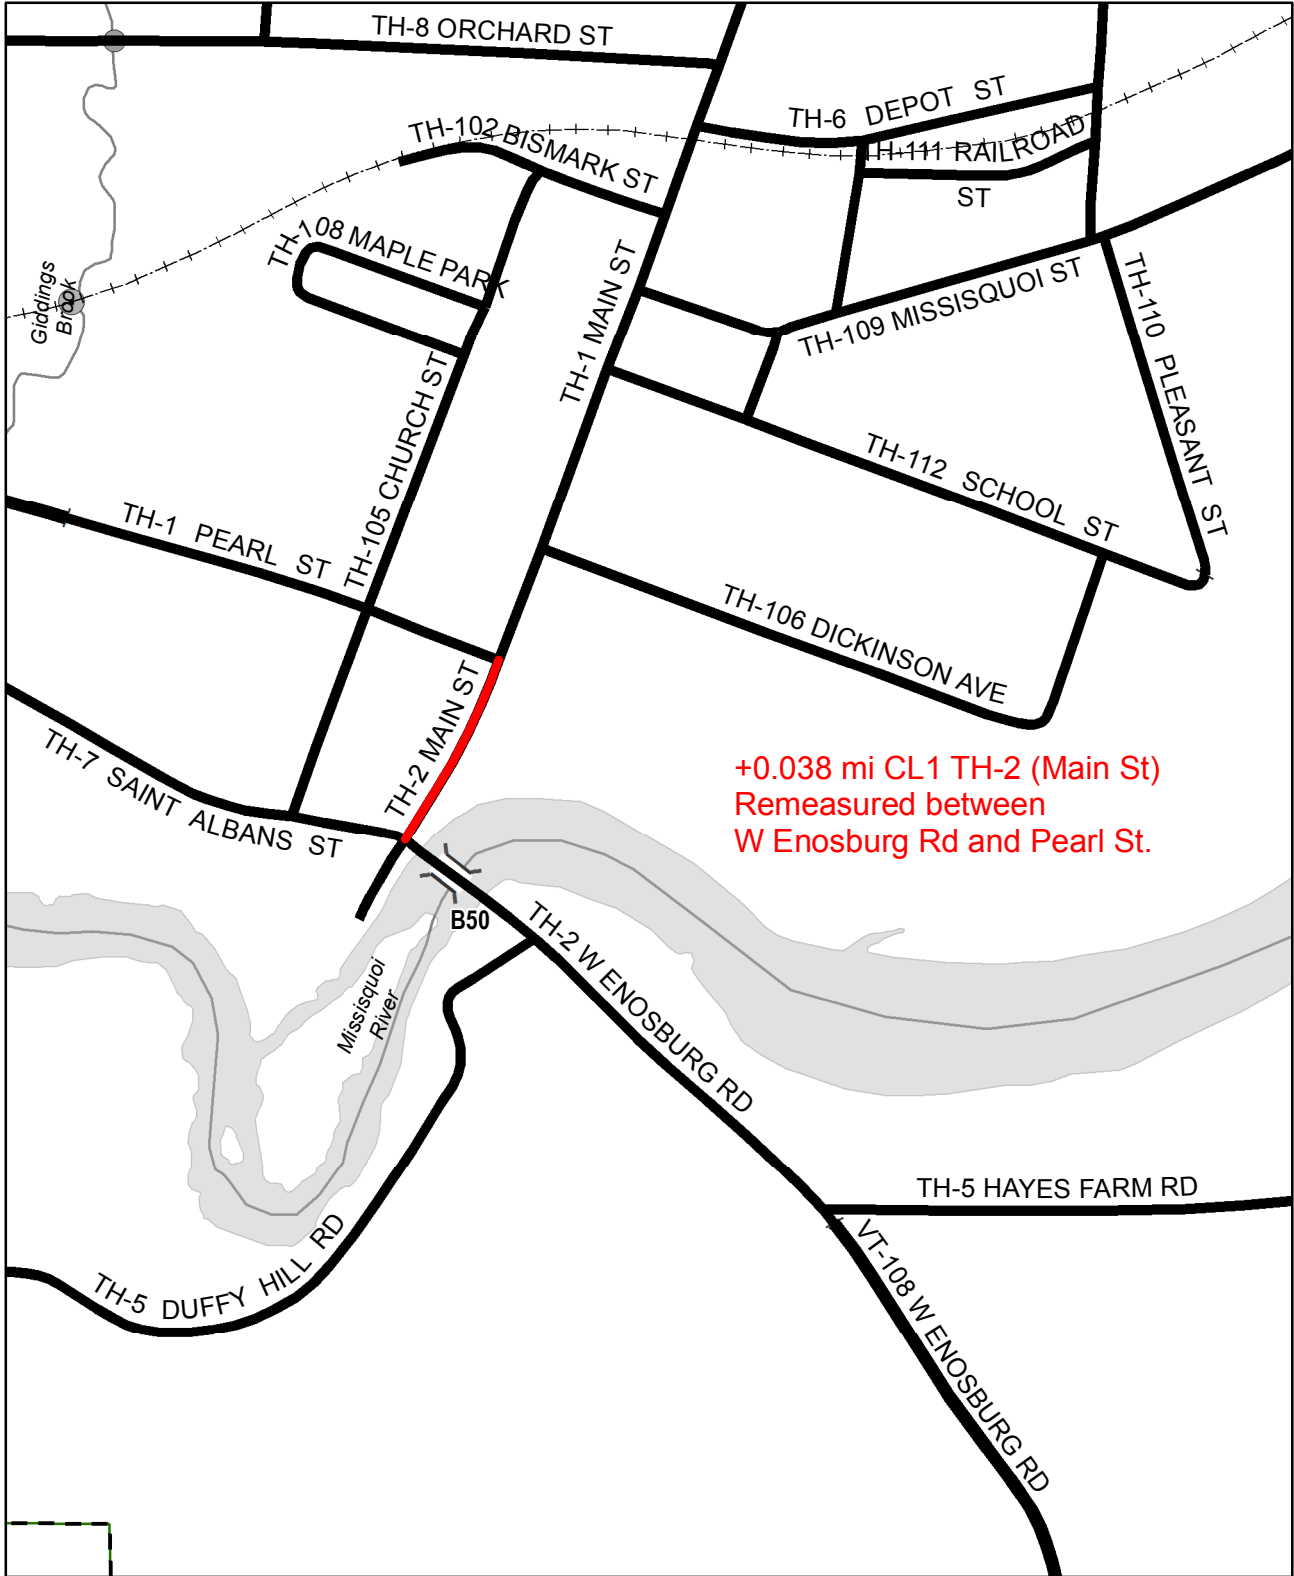 TH-8 ORCHARD ST
TH-6 DEPOT ST
TH-102 BISMARK ST
TH-111 RAILROAD
ST
TH-108 MAPLE PARK
Giddings
Brook
TH-1 MAIN ST
TH-109 MISSISQUOI ST
TH-110 PLEASANT ST
TH-105 CHURCH ST
TH-112 SCHOOL ST
TH-1 PEARL ST
TH-106 DICKINSON AVE
TH-2 MAIN ST
TH-7 SAINT ALBANS ST
+0.038 mi CL1 TH-2 (Main St)
Remeasured between
W Enosburg Rd and Pearl St.
B50
TH-2 W ENOSBURG RD
Missisquoi
River
TH-5 HAYES FARM RD
TH-5 DUFFY HILL RD
VT-108 W ENOSBURG RD